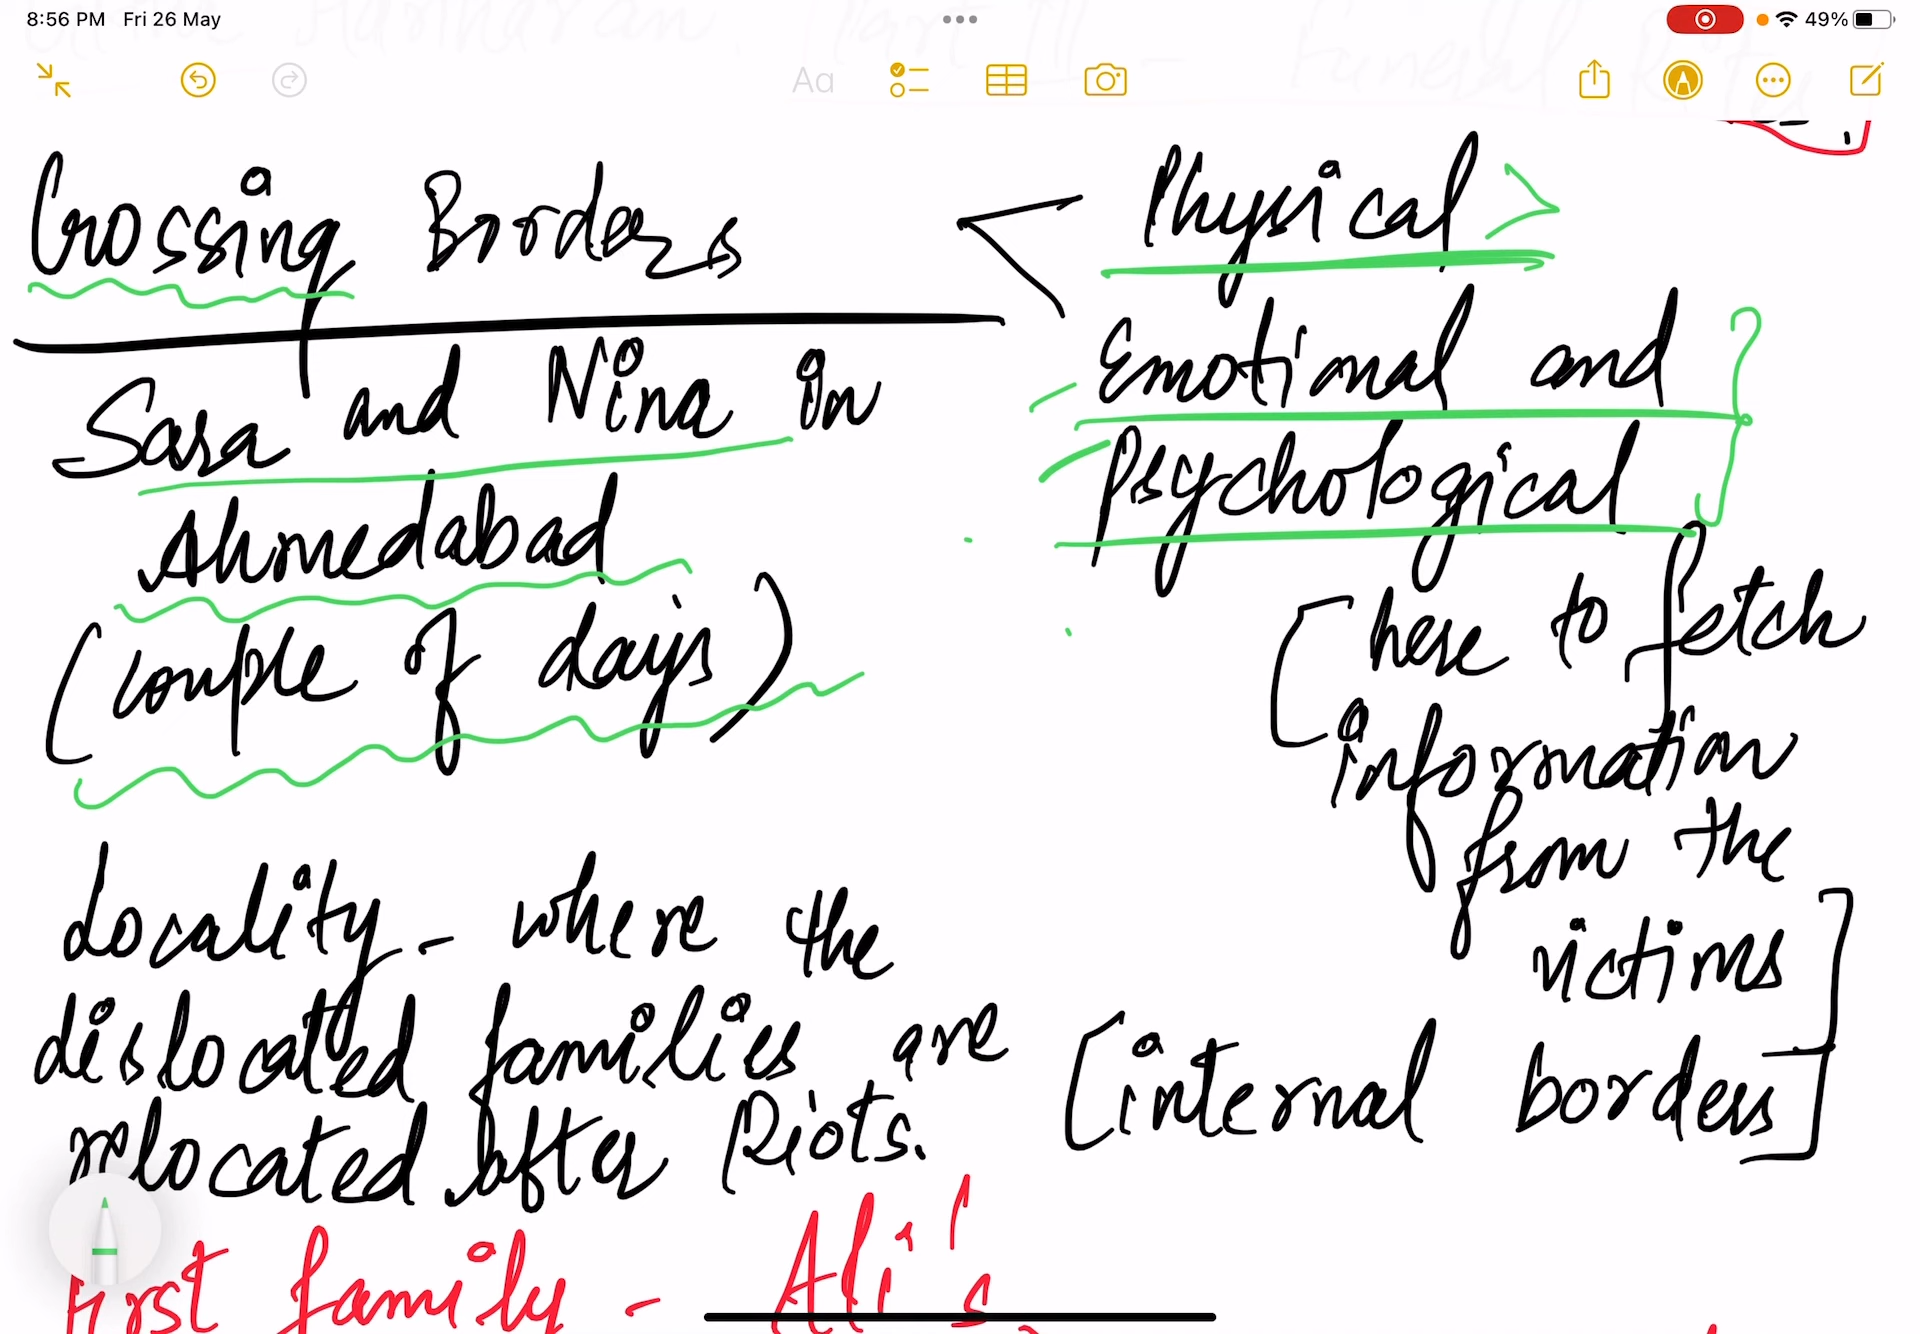 8:56 PM Fri 26 May
49%
Aa
Crossing Borders
Physical
Emotional and
Psychological
Sara and Nina in
Ahmedabad
(couple of days)
[here to fetch
information
from the
victims]
Locality - where the
dislocated families are
relocated after Riots.
[internal borders]
First family - Ali's